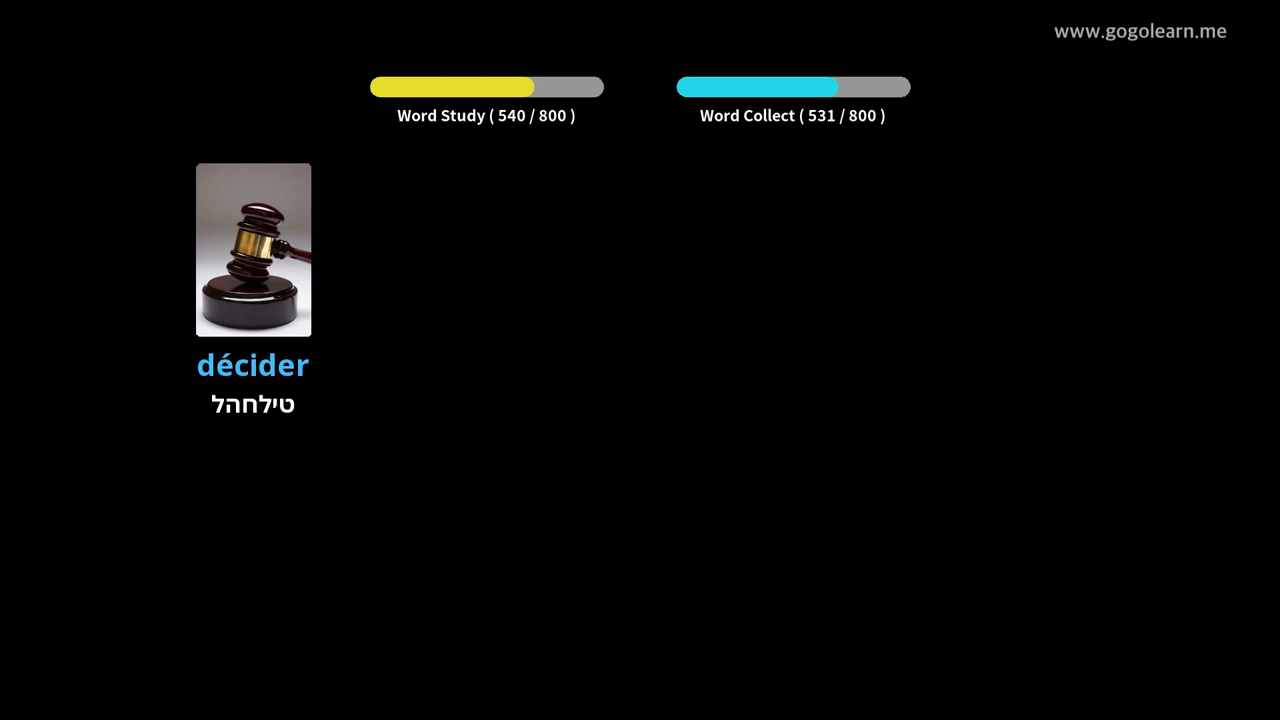 www.gogolearn.me
Word Study ( 540 / 800 )
Word Collect ( 531 / 800 )
décider
טילחהל